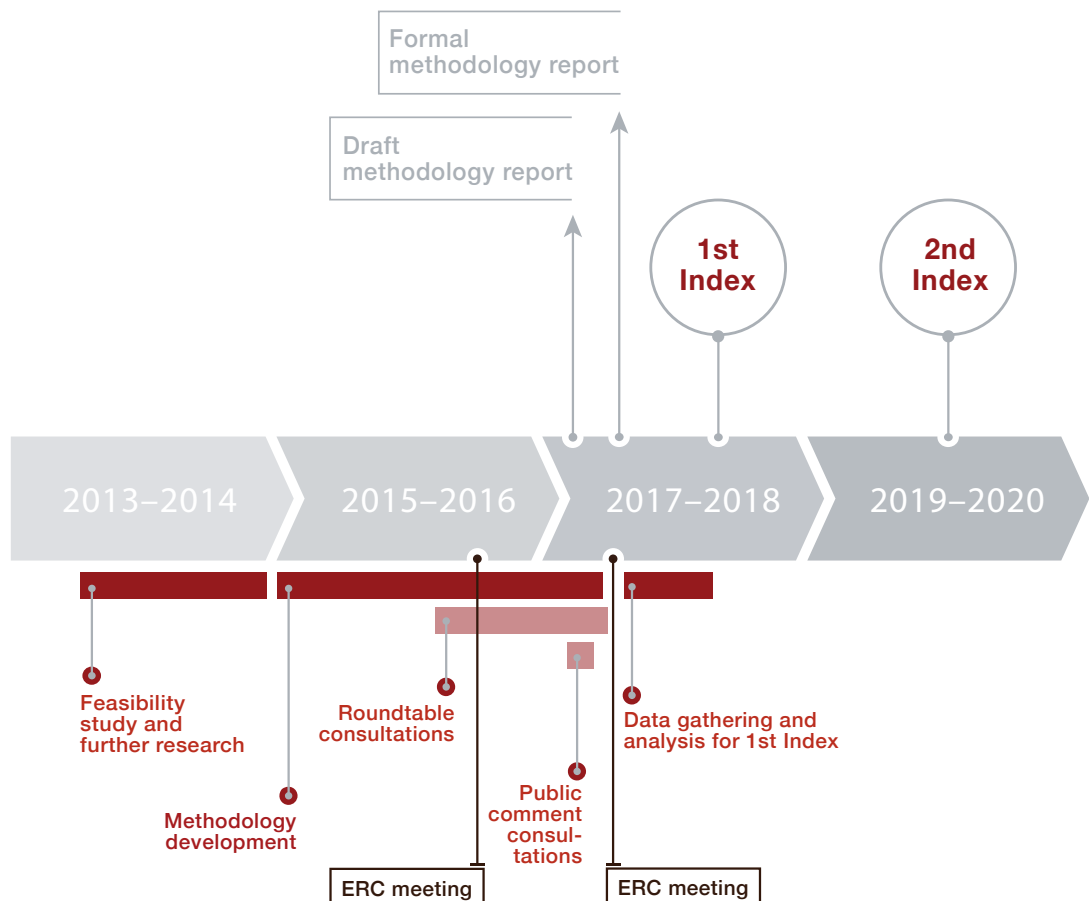 Formal
methodology report
Draft
methodology report
1st
Index
2nd
Index
2013–2014
2015–2016
2017–2018
2019–2020
Feasibility
study and
further research
Roundtable
consultations
Data gathering and
analysis for 1st Index
Methodology
development
Public
comment
consul-
tations
ERC meeting
ERC meeting